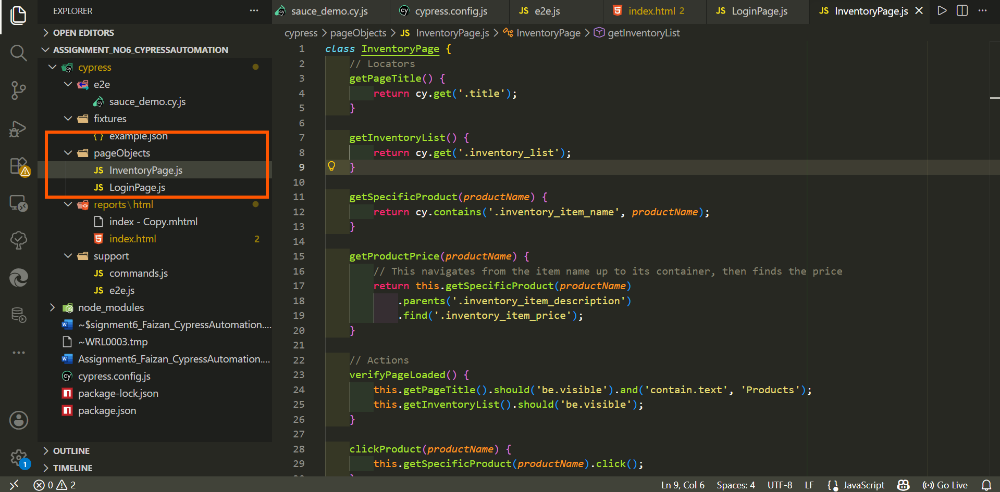 EXPLORER
OPEN EDITORS
ASSIGNMENT_NO6_CYPRESSAUTOMATION
cypress
e2e
sauce_demo.cy.js
fixtures
example.json
pageObjects
JS InventoryPage.js
JS LoginPage.js
reports\html
index - Copy.mhtml
index.html 2
support
JS commands.js
JS e2e.js
node_modules
~$signment6_Faizan_CypressAutomation....
~WRL0003.tmp
Assignment6_Faizan_CypressAutomation....
cypress.config.js
package-lock.json
package.json
OUTLINE
TIMELINE
1
sauce_demo.cy.js cypress.config.js JS e2e.js index.html 2 JS LoginPage.js JS InventoryPage.js
cypress > pageObjects > JS InventoryPage.js > InventoryPage > getInventoryList
1 class InventoryPage {
2 // Locators
3 getPageTitle() {
4 return cy.get('.title');
5 }
6
7 getInventoryList() {
8 return cy.get('.inventory_list');
9 }
10
11 getSpecificProduct(productName) {
12 return cy.contains('.inventory_item_name', productName);
13 }
14
15 getProductPrice(productName) {
16 // This navigates from the item name up to its container, then finds the price
17 return this.getSpecificProduct(productName)
18 .parents('.inventory_item_description')
19 .find('.inventory_item_price');
20 }
21
22 // Actions
23 verifyPageLoaded() {
24 this.getPageTitle().should('be.visible').and('contain.text', 'Products');
25 this.getInventoryList().should('be.visible');
26 }
27
28 clickProduct(productName) {
29 this.getSpecificProduct(productName).click();
0 2 Ln 9, Col 6 Spaces: 4 UTF-8 LF { } JavaScript Go Live